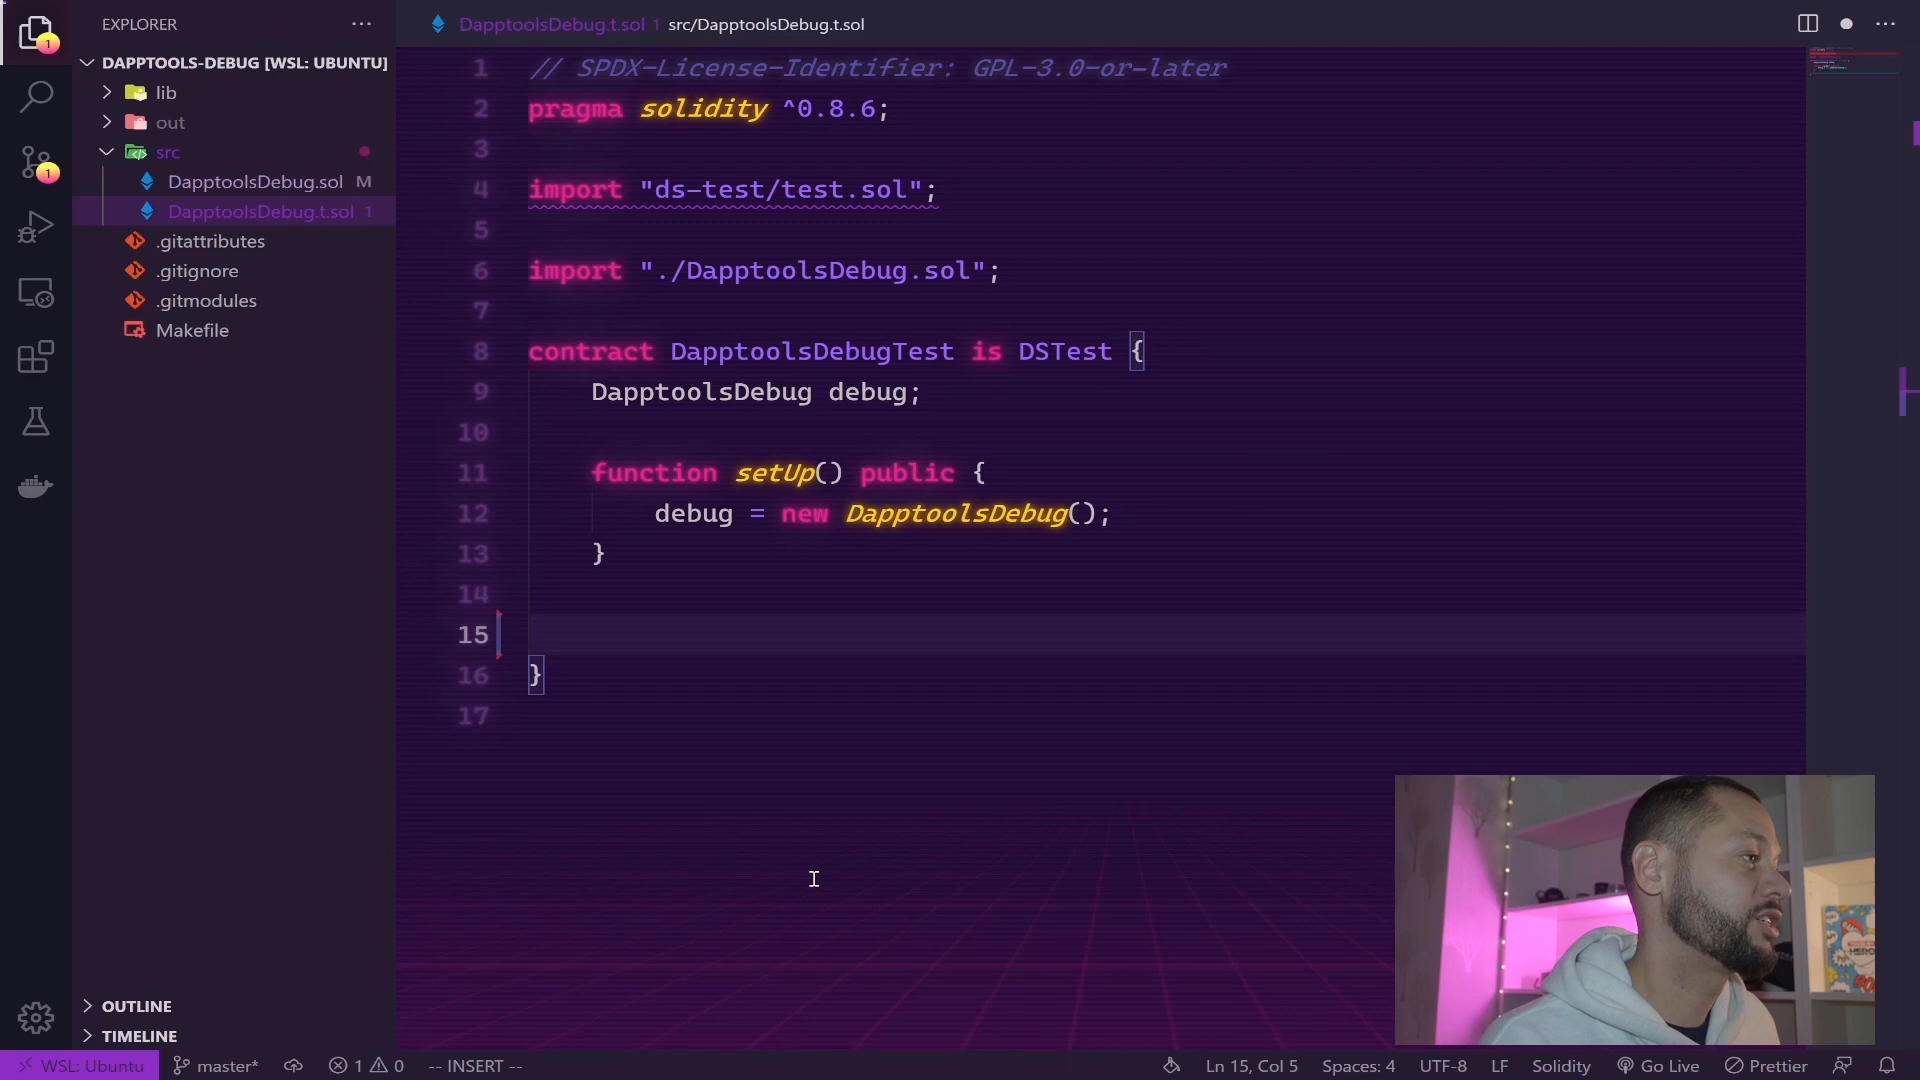 EXPLORER
DAPPTOOLS-DEBUG [WSL: UBUNTU]
lib
out
src
DapptoolsDebug.sol M
DapptoolsDebug.t.sol 1
.gitattributes
.gitignore
.gitmodules
Makefile
OUTLINE
TIMELINE
1
1
DapptoolsDebug.t.sol 1 src/DapptoolsDebug.t.sol
1 // SPDX-License-Identifier: GPL-3.0-or-later
2 pragma solidity ^0.8.6;
3
4 import "ds-test/test.sol";
5
6 import "./DapptoolsDebug.sol";
7
8 contract DapptoolsDebugTest is DSTest {
9 DapptoolsDebug debug;
10
11 function setUp() public {
12 debug = new DapptoolsDebug();
13 }
14
15
16 }
17
HERO
WSL: Ubuntu master* 1 0 -- INSERT -- Ln 15, Col 5 Spaces: 4 UTF-8 LF Solidity Go Live Prettier